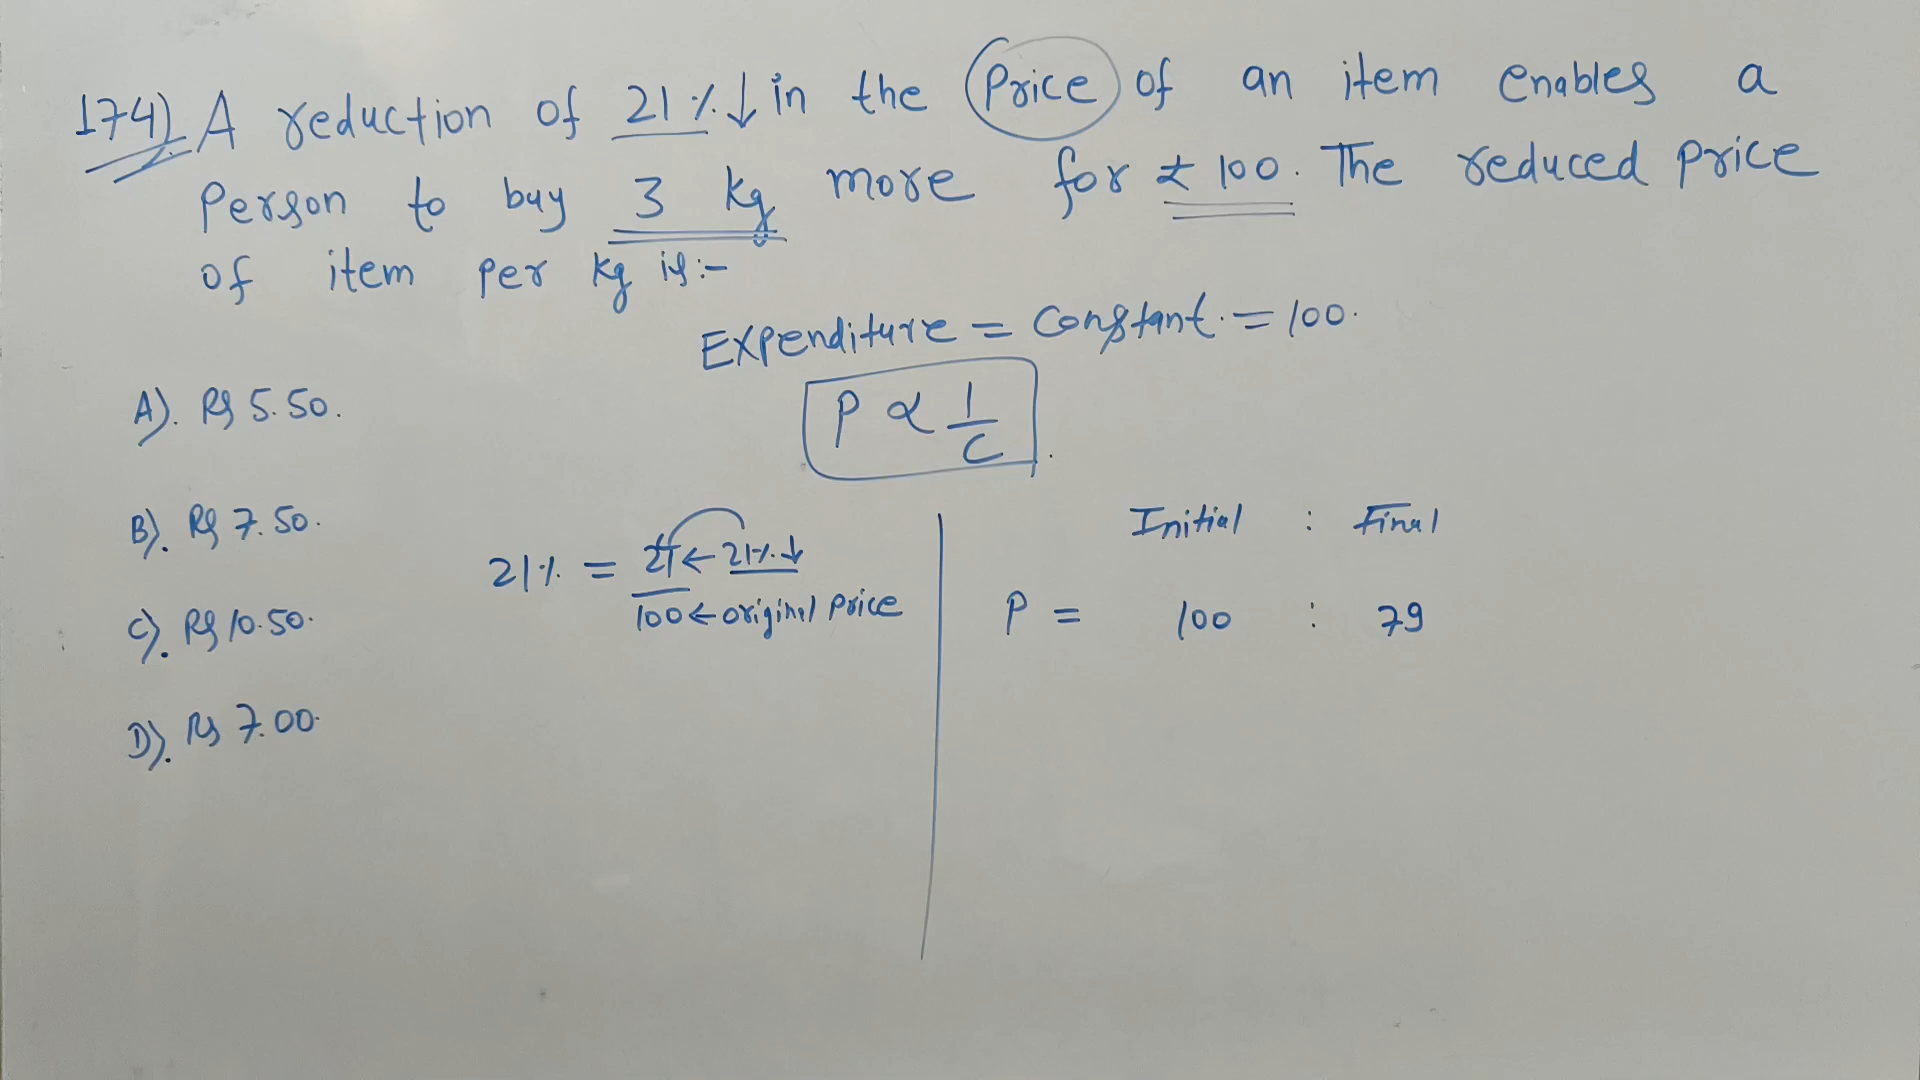 174) A reduction of 21%↓ in the Price of an item enables a
Person to buy 3 kg more for ₹ 100. The reduced price
of item per kg is:-
Expenditure = Constant. = 100.
P ∝ 1/C
A). Rs 5.50.
B). Rs 7.50.
C). Rs 10.50.
D). Rs 7.00.
21% = 21 ← 21%↓
100 ← original price
Initial : Final
P = 100 : 79